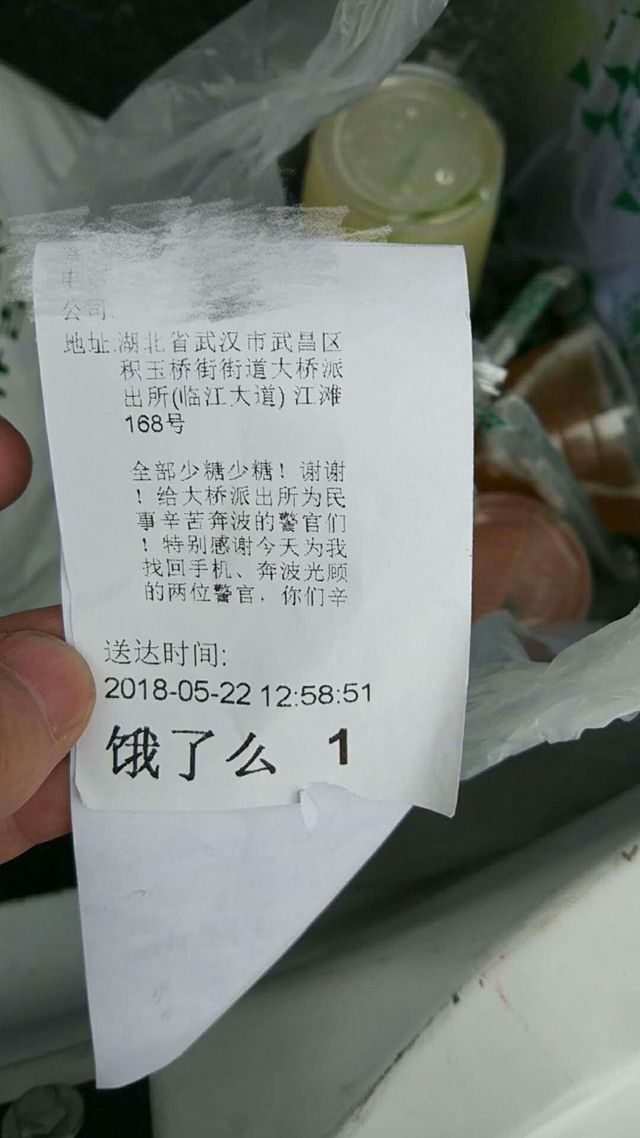 公司:
地址:湖北省武汉市武昌区
积玉桥街街道大桥派
出所(临江大道) 江滩
168号
全部少糖少糖！谢谢
！给大桥派出所为民
事辛苦奔波的警官们
！特别感谢今天为我
找回手机、奔波光顾
的两位警官，你们辛
送达时间:
2018-05-22 12:58:51
饿了么 1